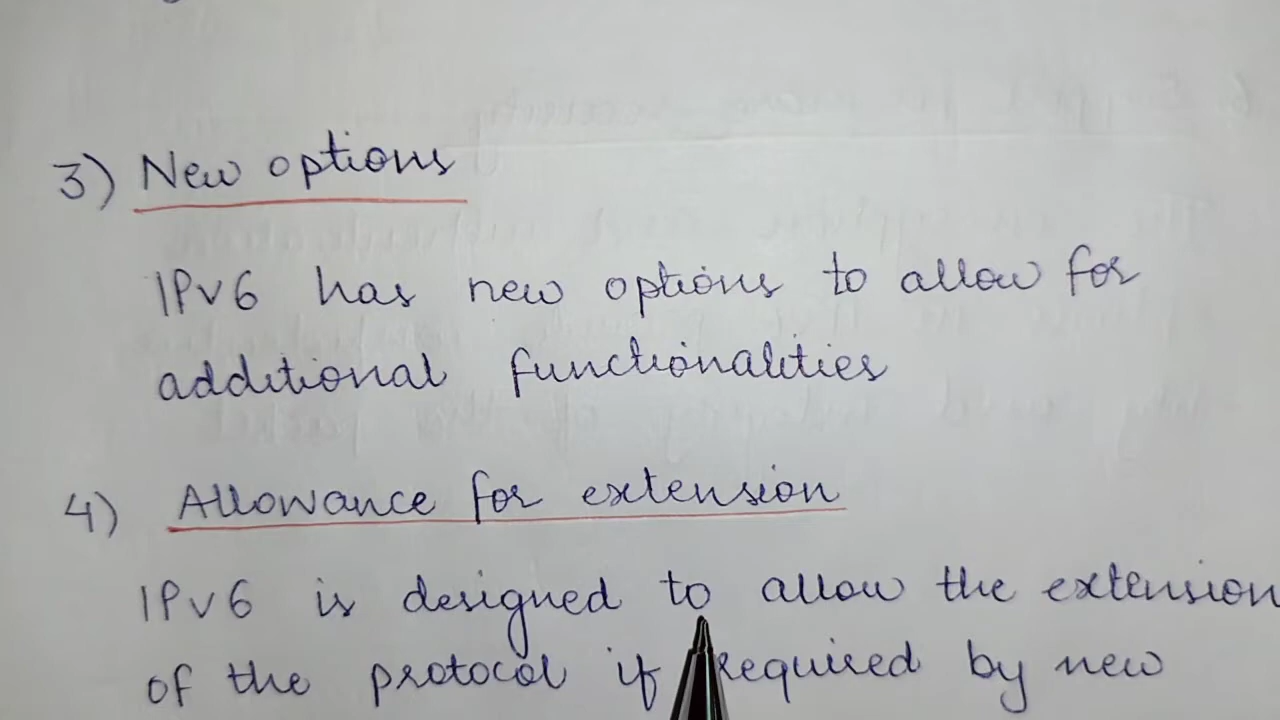 3) New options
IPv6 has new options to allow for
additional functionalities
4) Allowance for extension
IPv6 is designed to allow the extension
of the protocol if required by new